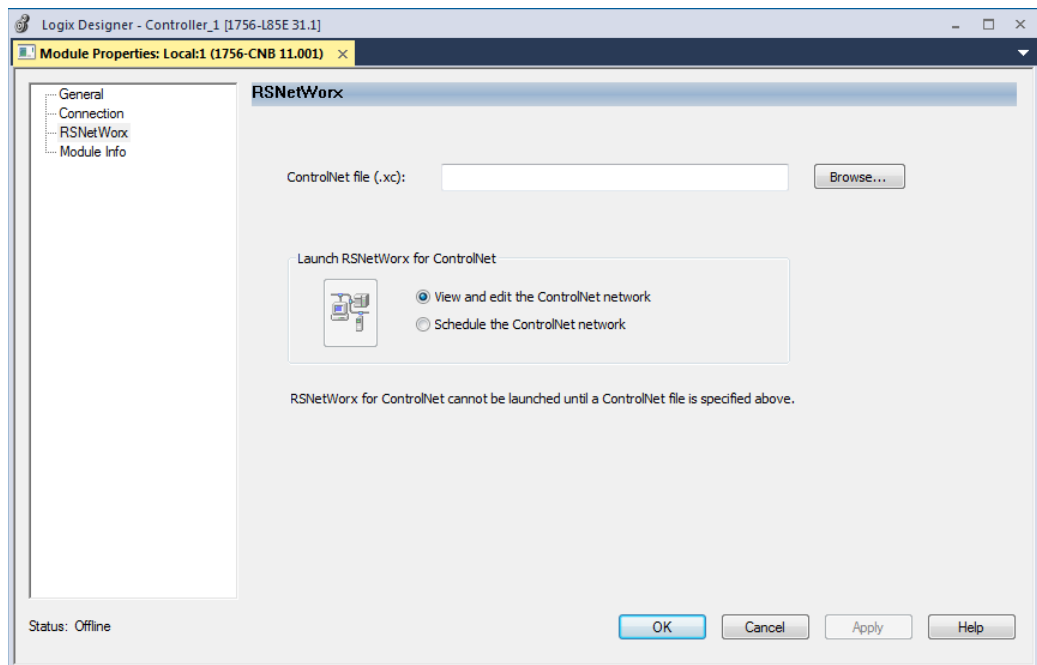 Logix Designer - Controller_1 [1756-L85E 31.1]
Module Properties: Local:1 (1756-CNB 11.001)
General
Connection
RSNetWorx
Module Info
RSNetWorx
ControlNet file (.xc):
Browse...
Launch RSNetWorx for ControlNet
View and edit the ControlNet network
Schedule the ControlNet network
RSNetWorx for ControlNet cannot be launched until a ControlNet file is specified above.
Status: Offline
OK Cancel Apply Help